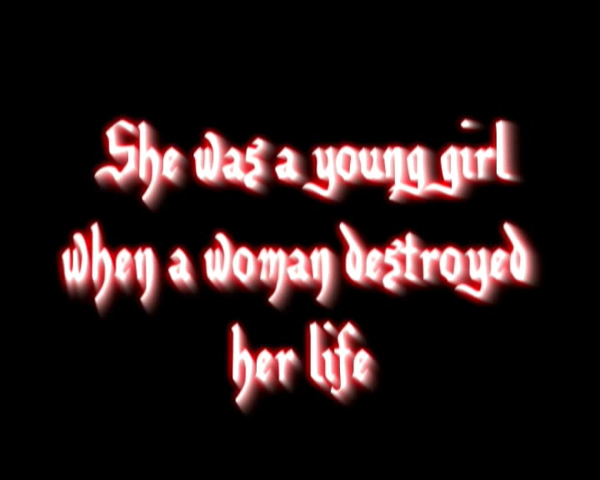 She was a young girl
when a woman destroyed
her life